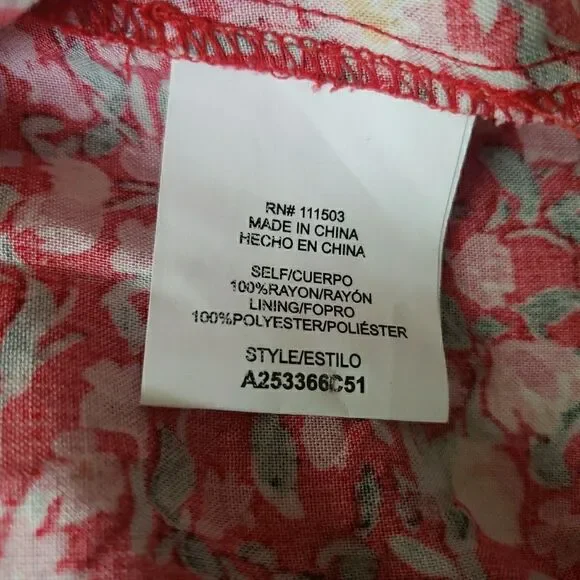 RN# 111503
MADE IN CHINA
HECHO EN CHINA
SELF/CUERPO
100%RAYON/RAYÓN
LINING/FOPRO
100%POLYESTER/POLIÉSTER
STYLE/ESTILO
A253366C51